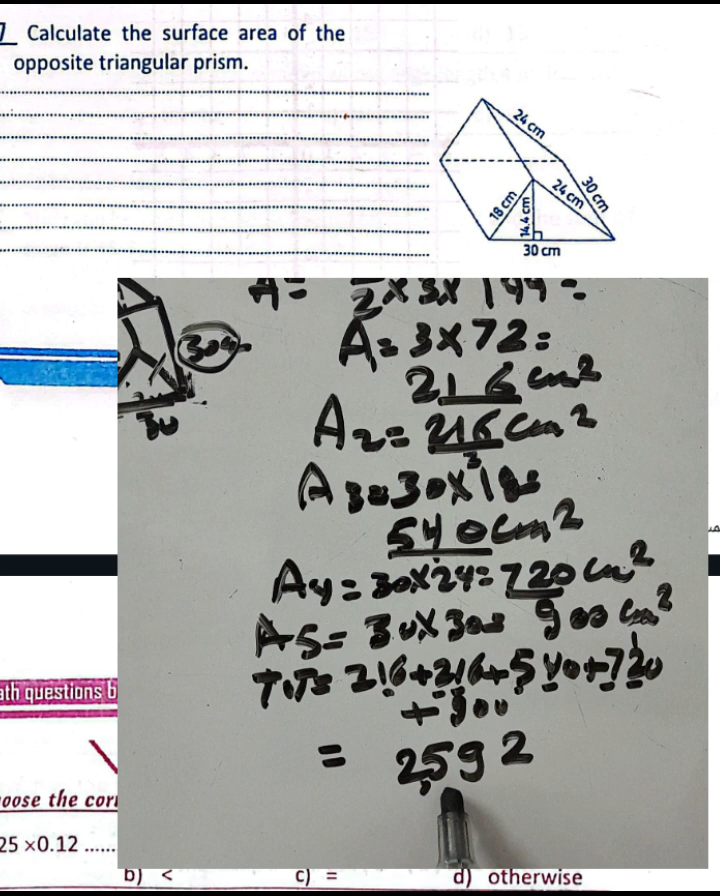 7 Calculate the surface area of the
opposite triangular prism.
24 cm
30 cm
24 cm
18 cm
14.4 cm
30 cm
A= 1/2 × 3 × 144 =
A1= 3×72=
216 cm2
A2= 216 cm2
A3=30×18=
540cm2
A4=30×24=720 cm2
A5= 30×30= 900 cm2
T.T= 216+216+540+720
+900
= 2592
30
ath questions b
oose the cor
25 ×0.12 ......
b) <
c) =
d) otherwise